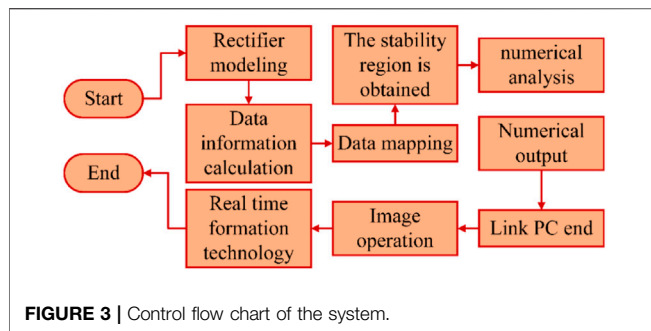 Start
Rectifier
modeling
Data
information
calculation
Data mapping
The stability
region is
obtained
numerical
analysis
Numerical
output
Link PC end
Image
operation
Real time
formation
technology
End
FIGURE 3 | Control flow chart of the system.